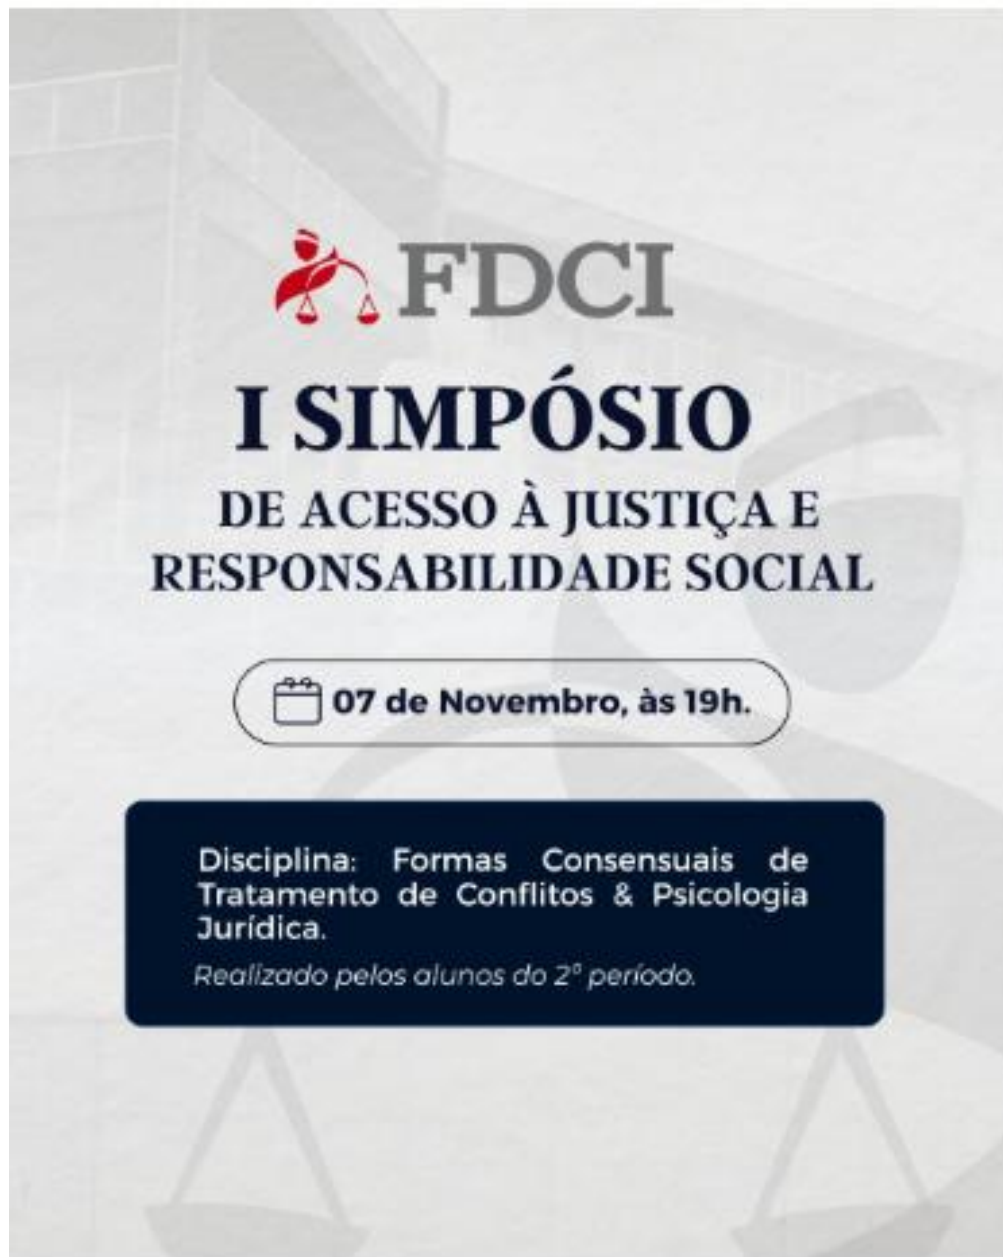 FDCI
I SIMPÓSIO
DE ACESSO À JUSTIÇA E
RESPONSABILIDADE SOCIAL
07 de Novembro, às 19h.
Disciplina: Formas Consensuais de
Tratamento de Conflitos & Psicologia
Jurídica.
Realizado pelos alunos do 2º período.